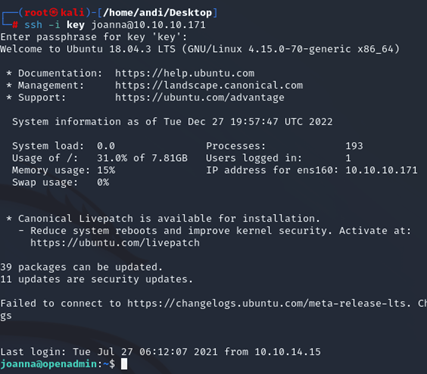 ┌──(root㉿kali)-[/home/andi/Desktop]
└─# ssh -i key joanna@10.10.10.171
Enter passphrase for key 'key':
Welcome to Ubuntu 18.04.3 LTS (GNU/Linux 4.15.0-70-generic x86_64)
* Documentation:  https://help.ubuntu.com
* Management:     https://landscape.canonical.com
* Support:        https://ubuntu.com/advantage
System information as of Tue Dec 27 19:57:47 UTC 2022
System load:  0.0               Processes:             193
Usage of /:   31.0% of 7.81GB   Users logged in:       1
Memory usage: 15%               IP address for ens160: 10.10.10.171
Swap usage:   0%
* Canonical Livepatch is available for installation.
- Reduce system reboots and improve kernel security. Activate at:
https://ubuntu.com/livepatch
39 packages can be updated.
11 updates are security updates.
Failed to connect to https://changelogs.ubuntu.com/meta-release-lts. Ch
gs
Last login: Tue Jul 27 06:12:07 2021 from 10.10.14.15
joanna@openadmin:~$